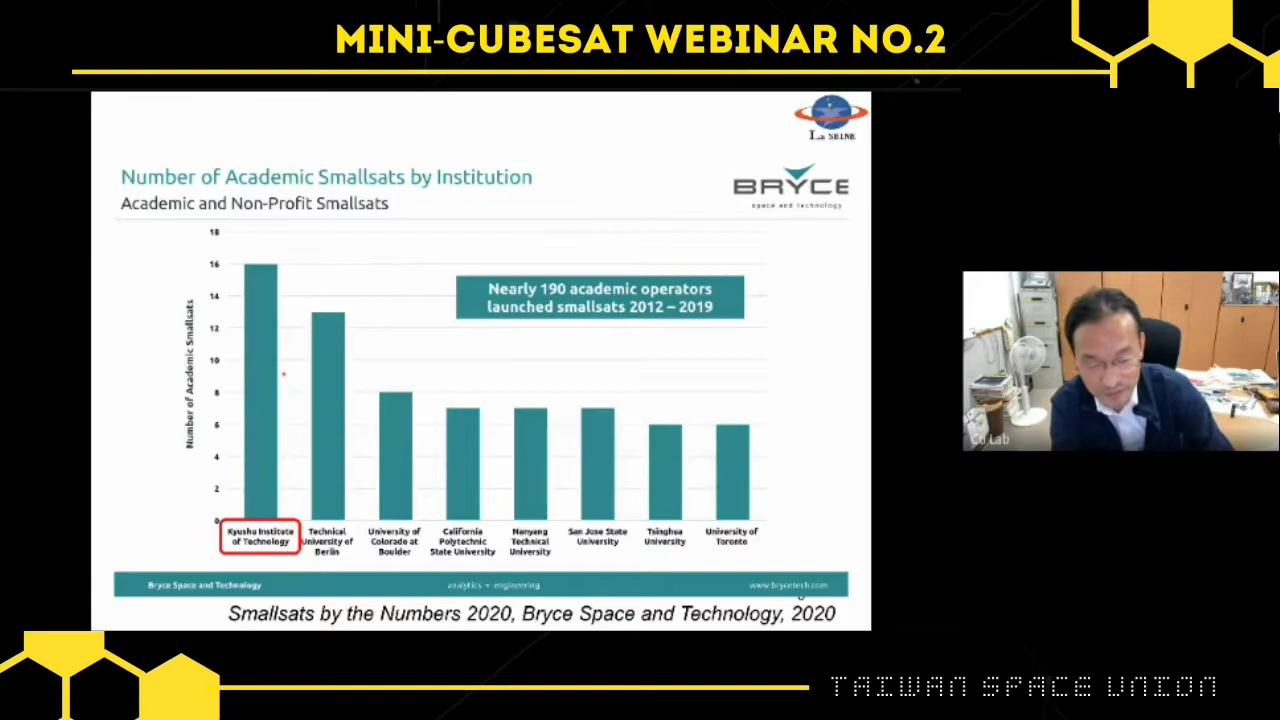 MINI-CUBESAT WEBINAR NO.2
La SEINE
Number of Academic Smallsats by Institution
Academic and Non-Profit Smallsats
BRYCE
space and technology
Number of Academic Smallsats
18
16
14
12
10
8
6
4
2
0
Nearly 190 academic operators
launched smallsats 2012 – 2019
Kyushu Institute
of Technology
Technical
University of
Berlin
University of
Colorado at
Boulder
California
Polytechnic
State University
Nanyang
Technical
University
San Jose State
University
Tsinghua
University
University of
Toronto
Bryce Space and Technology
analytics + engineering
www.brycetech.com
Smallsats by the Numbers 2020, Bryce Space and Technology, 2020
Lab
TAIWAN SPACE UNION